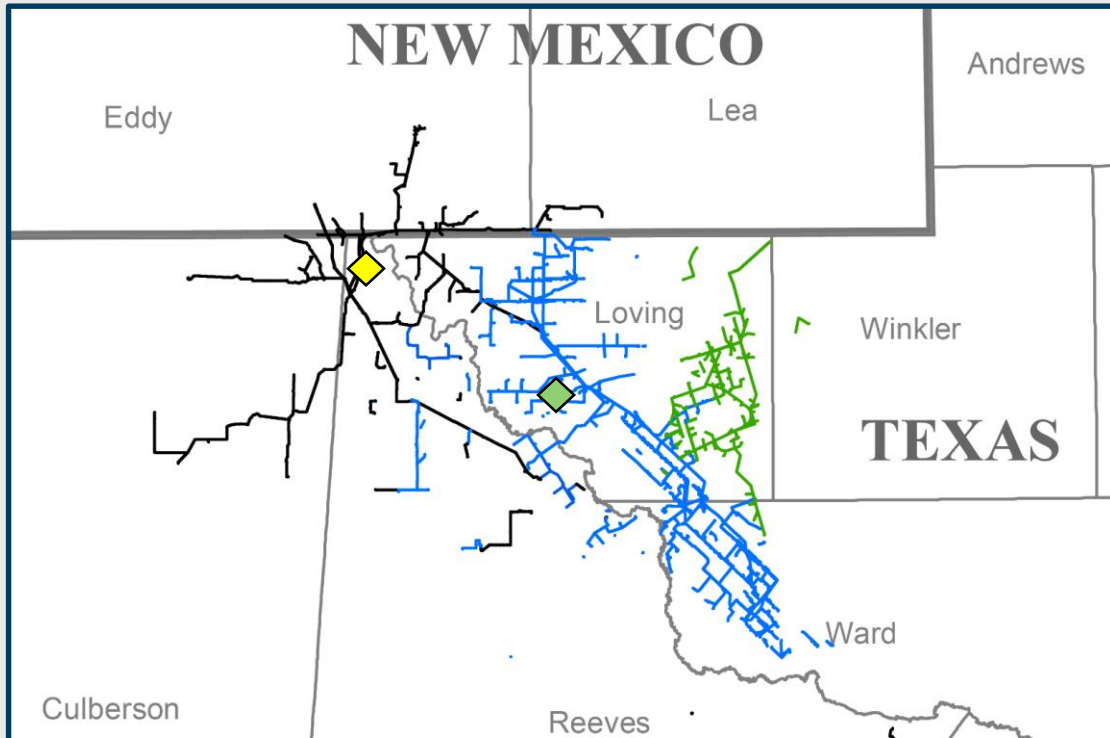 NEW MEXICO
Andrews
Eddy
Lea
Loving
Winkler
TEXAS
Ward
Culberson
Reeves